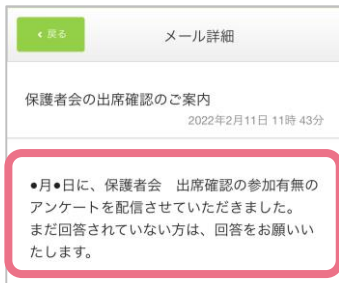 戻る
メール詳細
保護者会の出席確認のご案内
2022年2月11日 11時 43分
●月●日に、保護者会　出席確認の参加有無の
アンケートを配信させていただきました。
まだ回答されていない方は、回答をお願いい
たします。